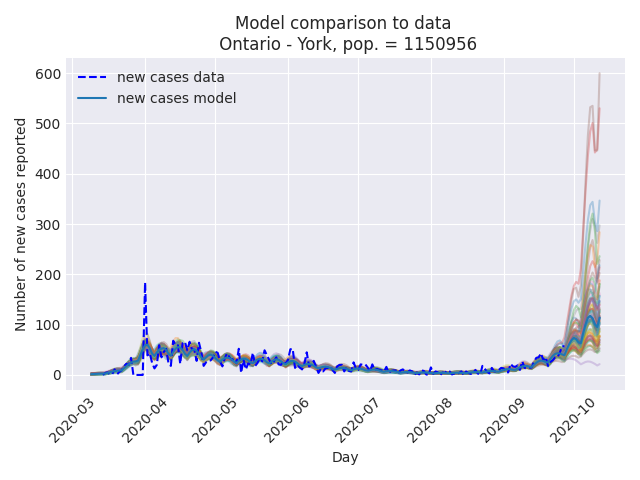 Model comparison to data
Ontario - York, pop. = 1150956
new cases data
new cases model
Number of new cases reported
600
500
400
300
200
100
0
2020-03
2020-04
2020-05
2020-06
2020-07
2020-08
2020-09
2020-10
Day